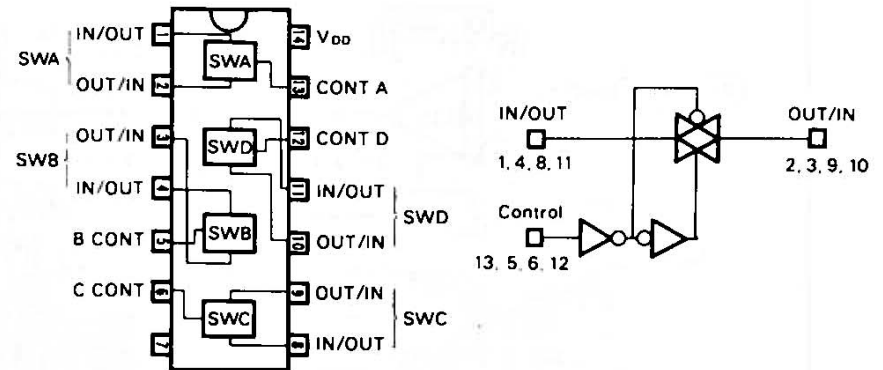 1 IN/OUT
SWA
2 OUT/IN
3 OUT/IN
SWB
4 IN/OUT
5 B CONT
6 C CONT
7
14 VDD
13 CONT A
12 CONT D
11 IN/OUT
SWD
10 OUT/IN
9 OUT/IN
SWC
8 IN/OUT
SWA
SWD
SWB
SWC
IN/OUT
1, 4, 8, 11
OUT/IN
2, 3, 9, 10
Control
13, 5, 6, 12